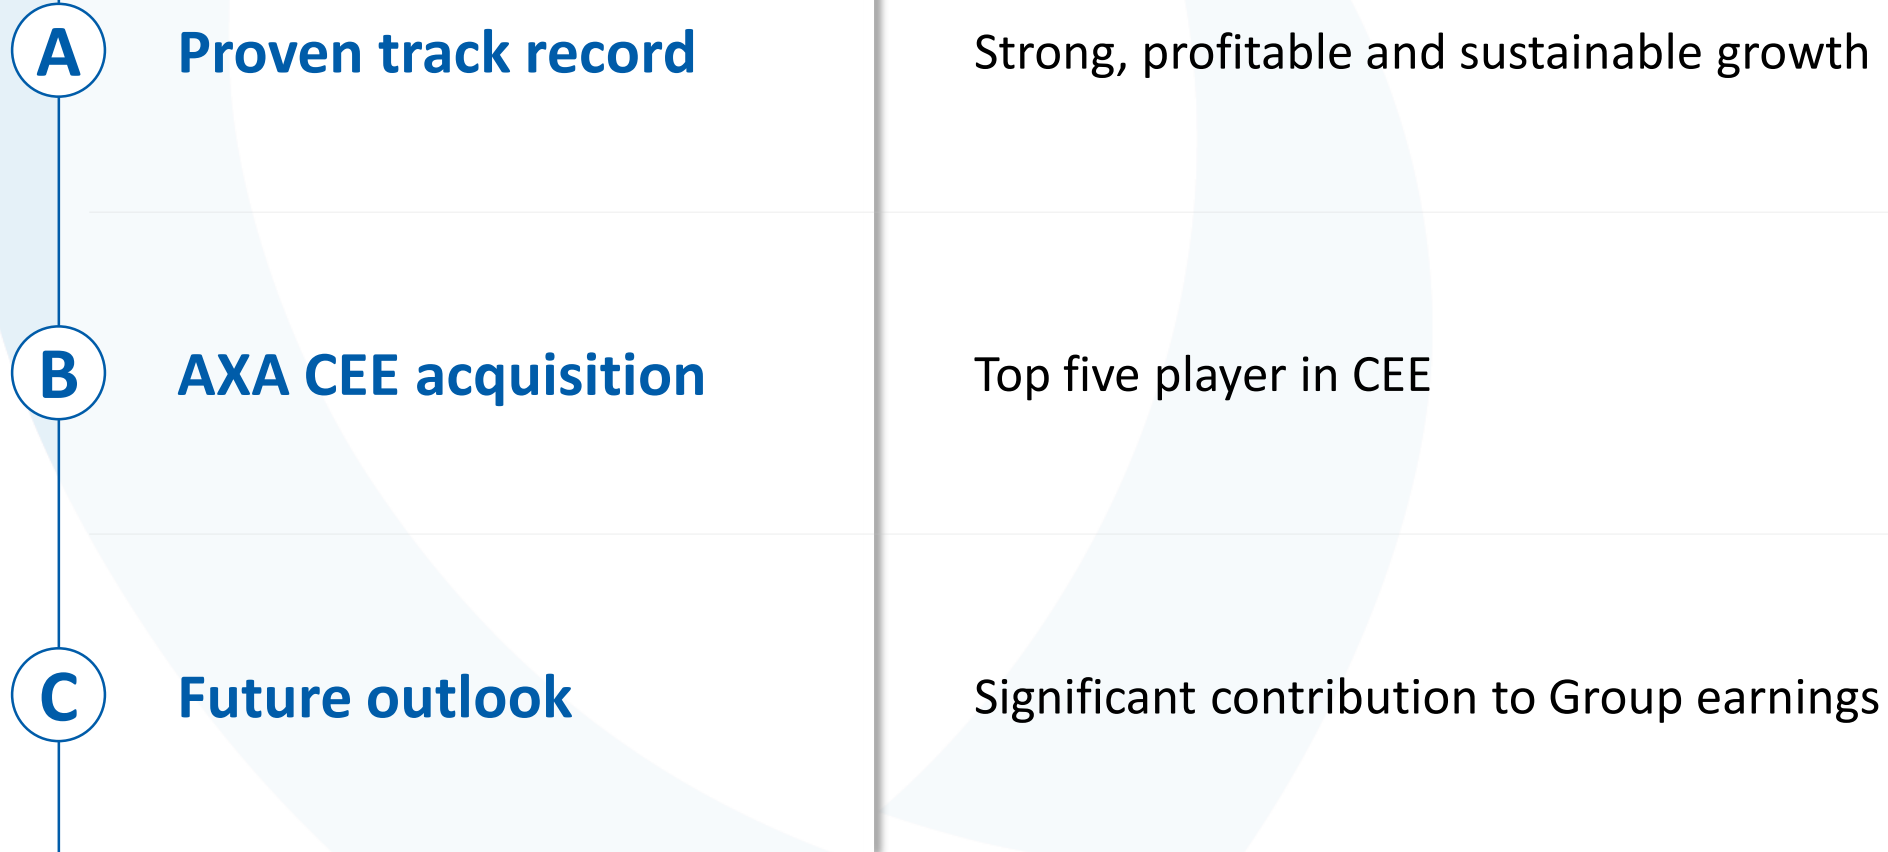 A Proven track record Strong, profitable and sustainable growth
B AXA CEE acquisition Top five player in CEE
C Future outlook Significant contribution to Group earnings